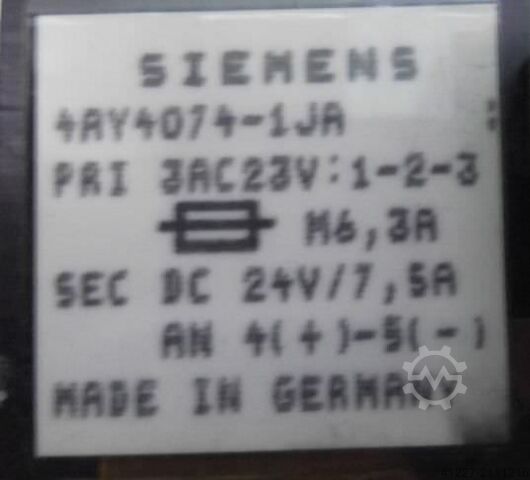 SIEMENS
4AY4074-1JA
PRI 3AC23V:1-2-3
M6,3A
SEC DC 24V/7,5A
AN 4(+)-5(-)
MADE IN GERMANY